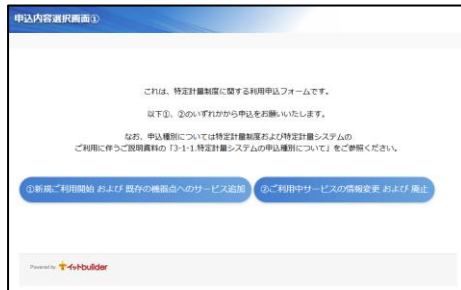 申込内容選択画面①
これは、特定計量制度に関する利用申込フォームです。
以下①、②のいずれかから申込をお願いいたします。
なお、申込種別については特定計量制度および特定計量システムの
ご利用に伴うご説明資料の「3-1-1.特定計量システムの申込種別について」をご参照ください。
①新規ご利用開始 および 既存の機器点へのサービス追加
②ご利用中サービスの情報変更 および 廃止
Powered by
builder